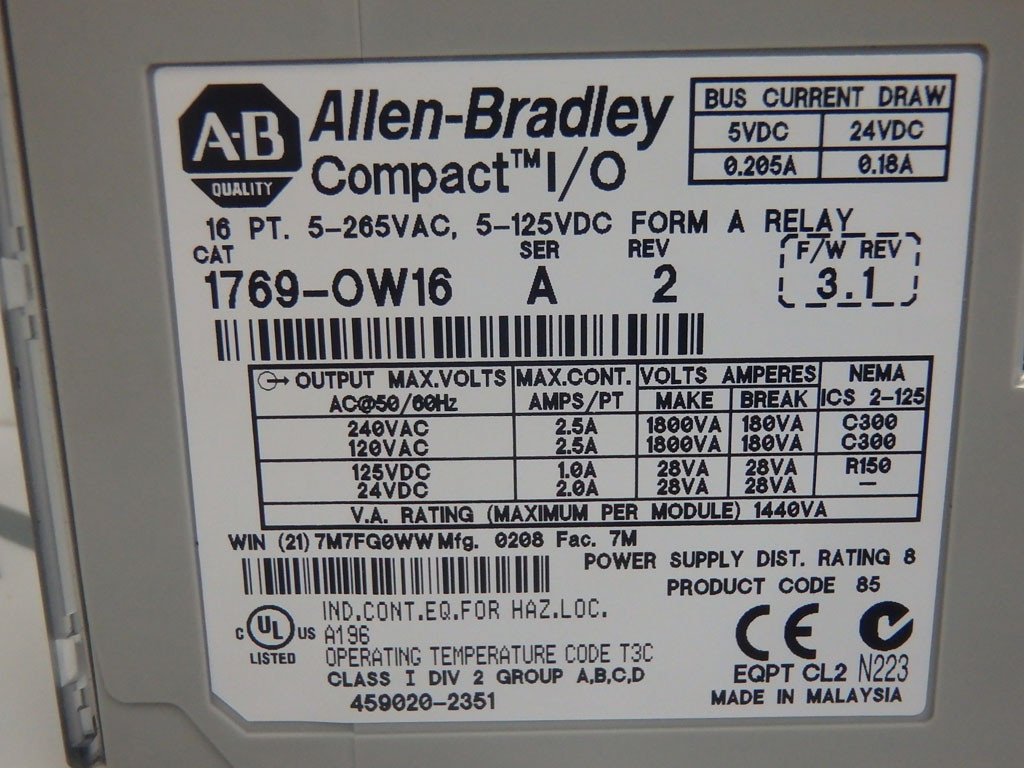 A-B
QUALITY
Allen-Bradley
Compact™ I/O
BUS CURRENT DRAW
5VDC 24VDC
0.205A 0.18A
16 PT. 5-265VAC, 5-125VDC FORM A RELAY
CAT SER REV F/W REV
1769-OW16 A 2 3.1
OUTPUT MAX.VOLTS MAX.CONT. VOLTS AMPERES NEMA
AC@50/60Hz AMPS/PT MAKE BREAK ICS 2-125
240VAC 2.5A 1800VA 180VA C300
120VAC 2.5A 1800VA 180VA C300
125VDC 1.0A 28VA 28VA R150
24VDC 2.0A 28VA 28VA —
V.A. RATING (MAXIMUM PER MODULE) 1440VA
WIN (21) 7M7FQ0WW Mfg. 0208 Fac. 7M
POWER SUPPLY DIST. RATING 8
PRODUCT CODE 85
C UL US
LISTED
IND.CONT.EQ.FOR HAZ.LOC.
A196
OPERATING TEMPERATURE CODE T3C
CLASS I DIV 2 GROUP A,B,C,D
459020-2351
CE
EQPT CL2 N223
MADE IN MALAYSIA